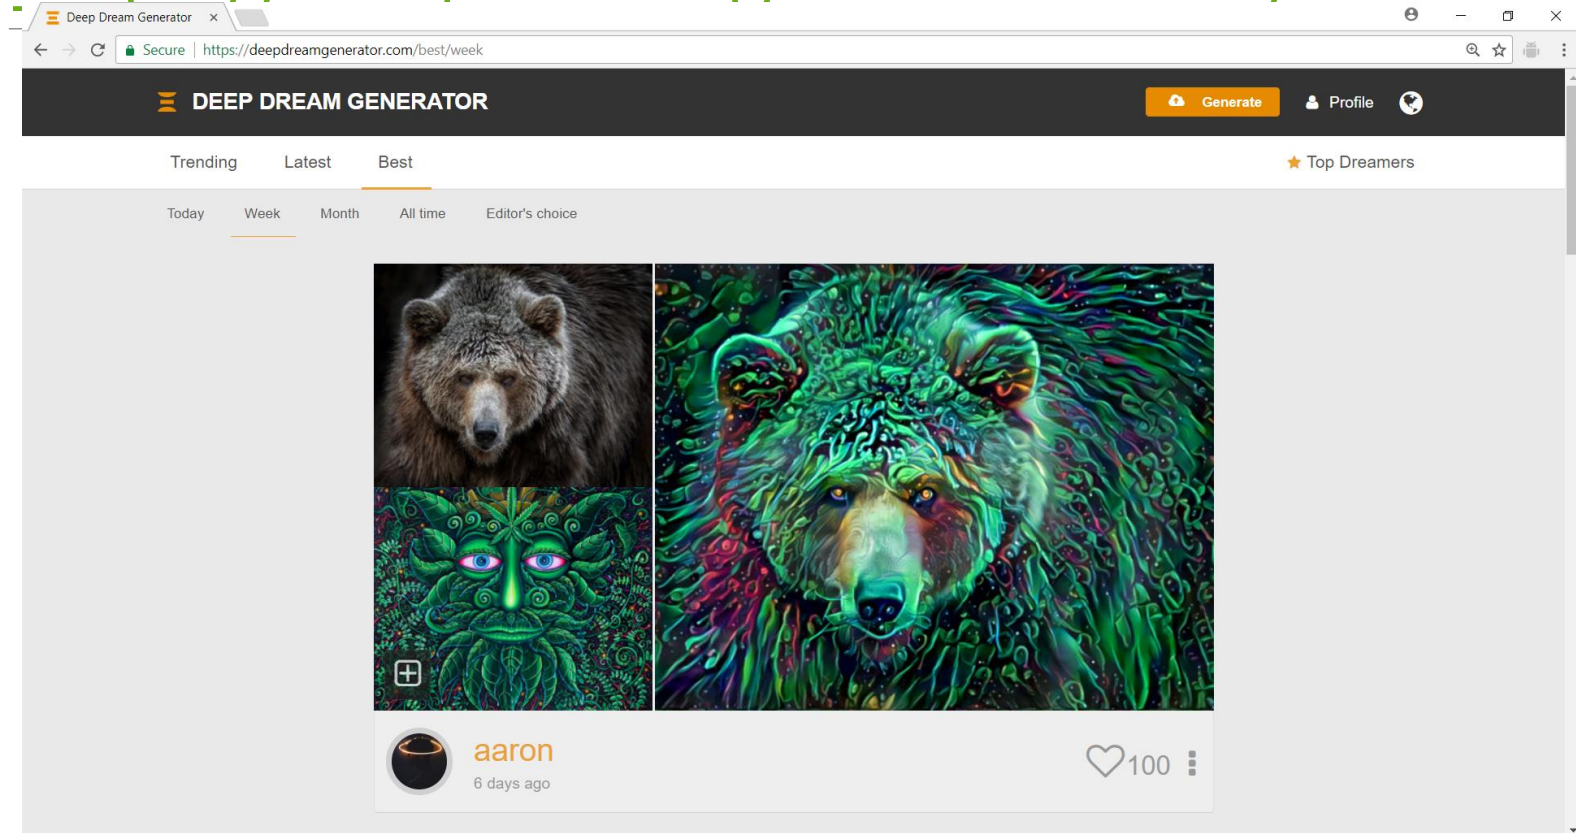 Deep Dream Generator
Secure | https://deepdreamgenerator.com/best/week
DEEP DREAM GENERATOR
Generate
Profile
Trending
Latest
Best
Top Dreamers
Today
Week
Month
All time
Editor's choice
aaron
6 days ago
100